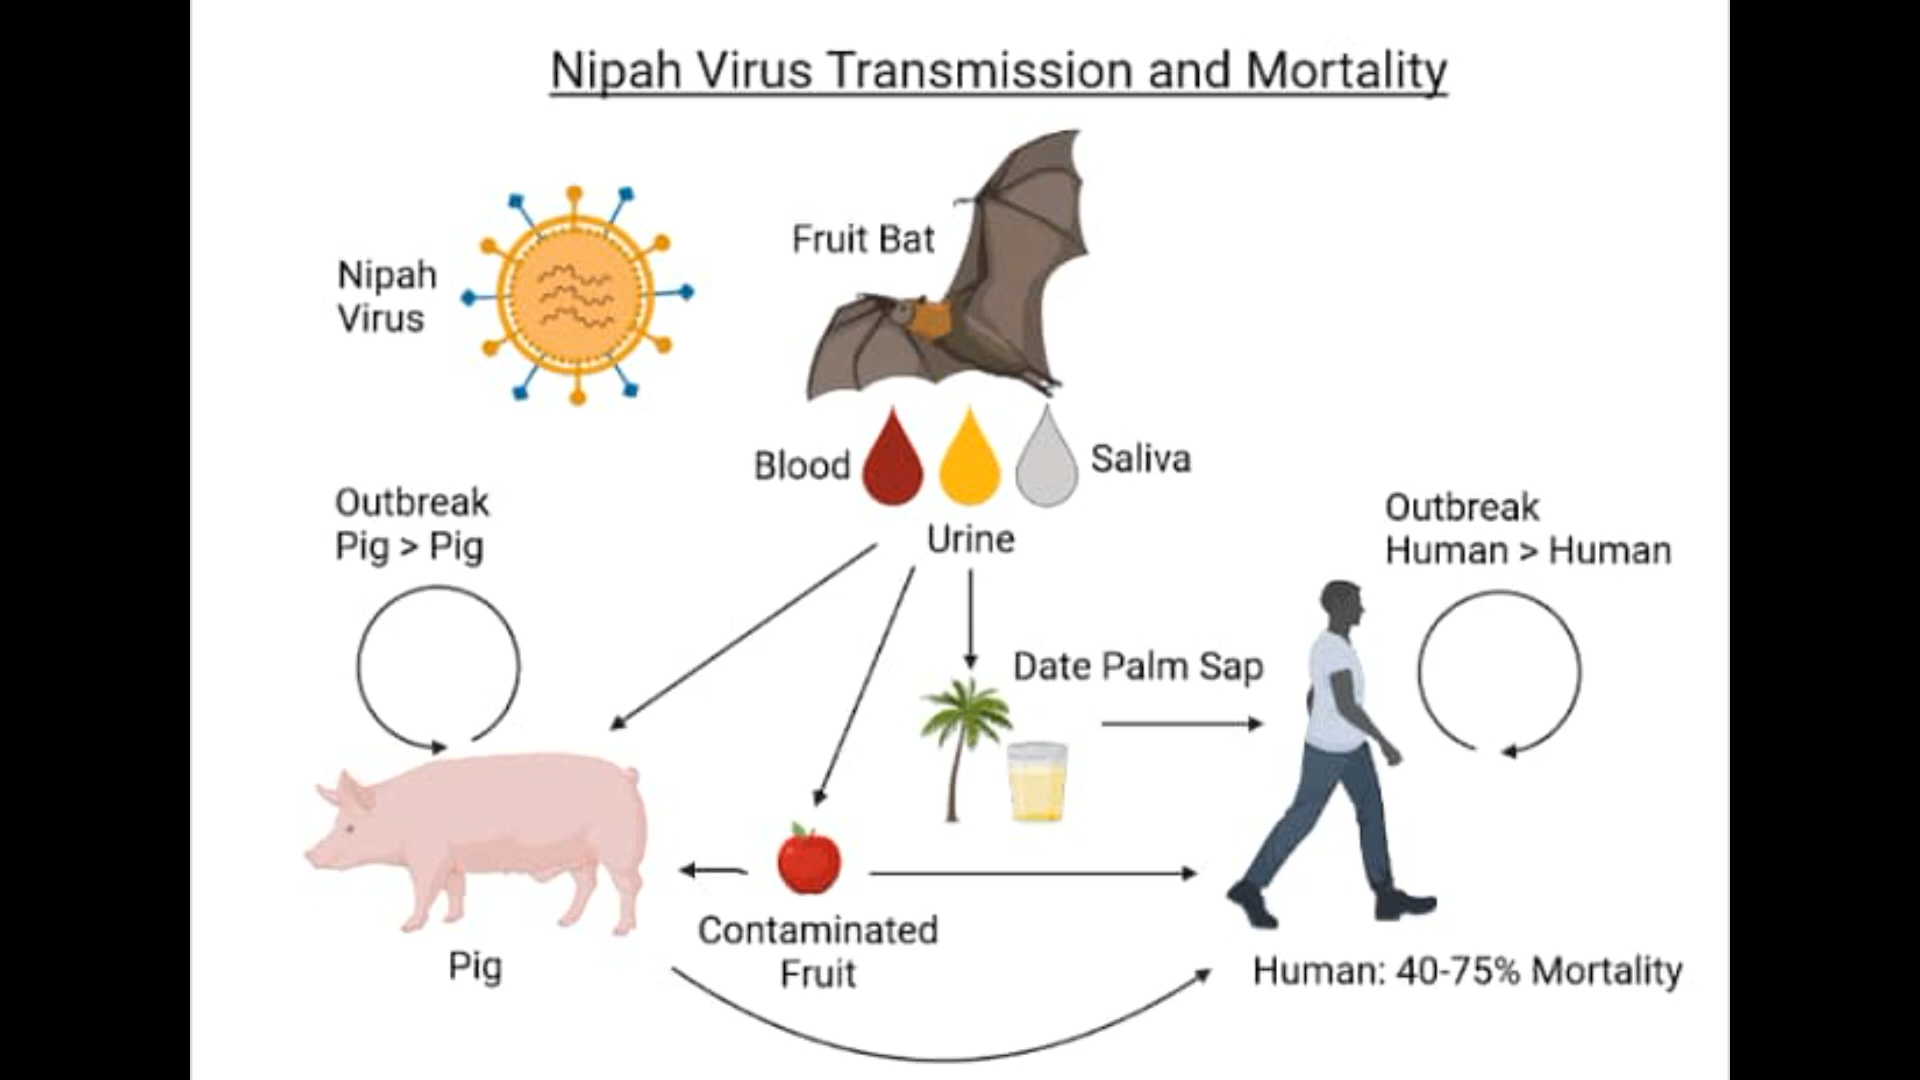 Nipah Virus Transmission and Mortality
Nipah
Virus
Fruit Bat
Blood
Saliva
Urine
Outbreak
Pig > Pig
Outbreak
Human > Human
Date Palm Sap
Contaminated
Fruit
Pig
Human: 40-75% Mortality